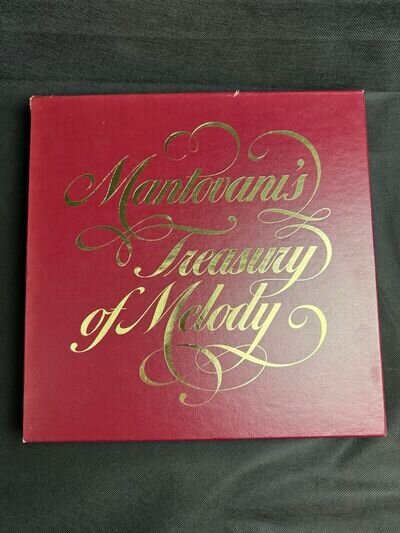 Mantovani's
Treasury
of Melody